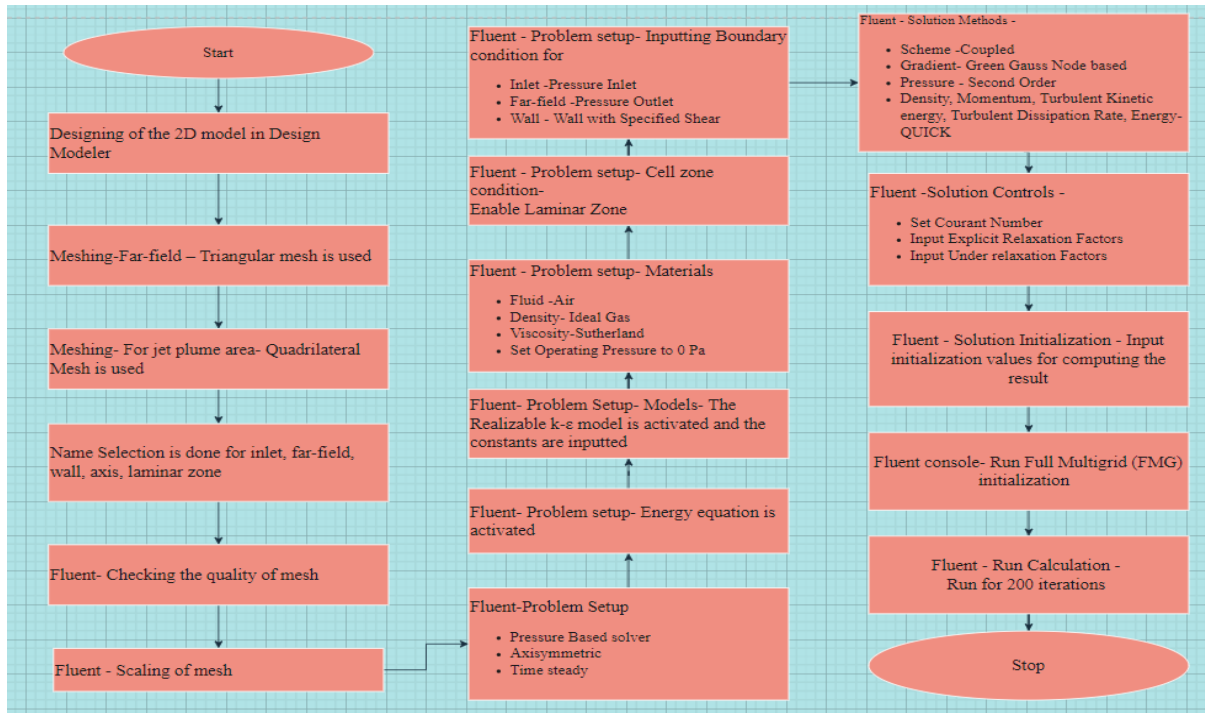 Start
Designing of the 2D model in Design
Modeler
Meshing-Far-field – Triangular mesh is used
Meshing- For jet plume area- Quadrilateral
Mesh is used
Name Selection is done for inlet, far-field,
wall, axis, laminar zone
Fluent- Checking the quality of mesh
Fluent - Scaling of mesh
Fluent-Problem Setup
• Pressure Based solver
• Axisymmetric
• Time steady
Fluent- Problem setup- Energy equation is
activated
Fluent- Problem Setup- Models- The
Realizable k-ε model is activated and the
constants are inputted
Fluent - Problem setup- Materials
• Fluid -Air
• Density- Ideal Gas
• Viscosity-Sutherland
• Set Operating Pressure to 0 Pa
Fluent - Problem setup- Cell zone
condition-
Enable Laminar Zone
Fluent - Problem setup- Inputting Boundary
condition for
• Inlet -Pressure Inlet
• Far-field -Pressure Outlet
• Wall - Wall with Specified Shear
Fluent - Solution Methods -
• Scheme -Coupled
• Gradient- Green Gauss Node based
• Pressure - Second Order
• Density, Momentum, Turbulent Kinetic
energy, Turbulent Dissipation Rate, Energy-
QUICK
Fluent -Solution Controls -
• Set Courant Number
• Input Explicit Relaxation Factors
• Input Under relaxation Factors
Fluent - Solution Initialization - Input
initialization values for computing the
result
Fluent console- Run Full Multigrid (FMG)
initialization
Fluent - Run Calculation -
Run for 200 iterations
Stop